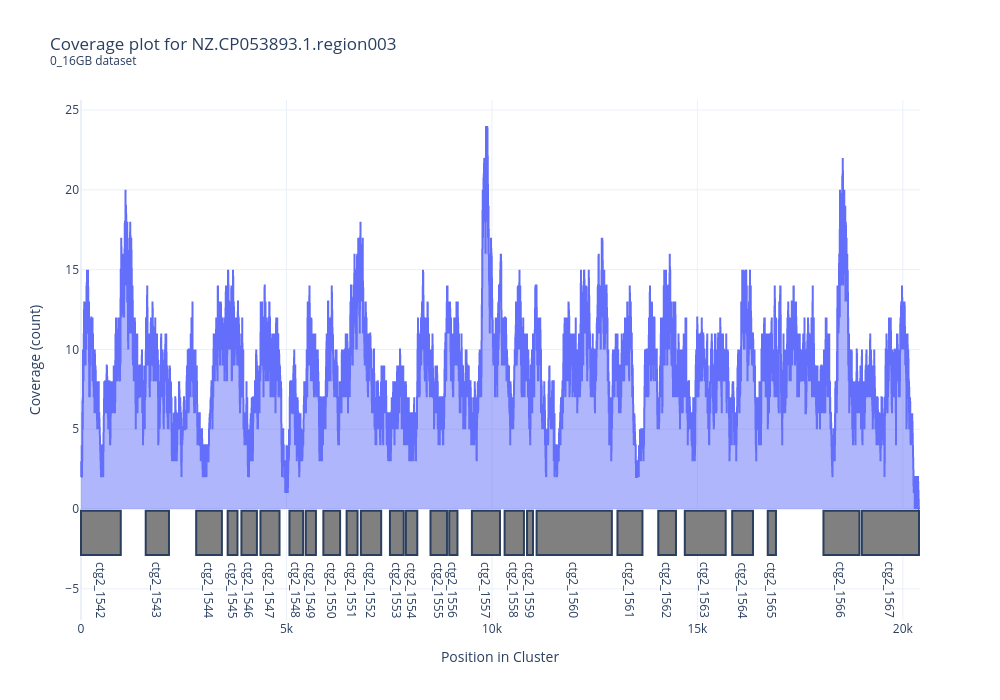 Coverage plot for NZ.CP053893.1.region003
0_16GB dataset
25
20
15
10
5
0
−5
Coverage (count)
ctg2_1542
ctg2_1543
ctg2_1544
ctg2_1545
ctg2_1546
ctg2_1547
ctg2_1548
ctg2_1549
ctg2_1550
ctg2_1551
ctg2_1552
ctg2_1553
ctg2_1554
ctg2_1555
ctg2_1556
ctg2_1557
ctg2_1558
ctg2_1559
ctg2_1560
ctg2_1561
ctg2_1562
ctg2_1563
ctg2_1564
ctg2_1565
ctg2_1566
ctg2_1567
0
5k
10k
15k
20k
Position in Cluster